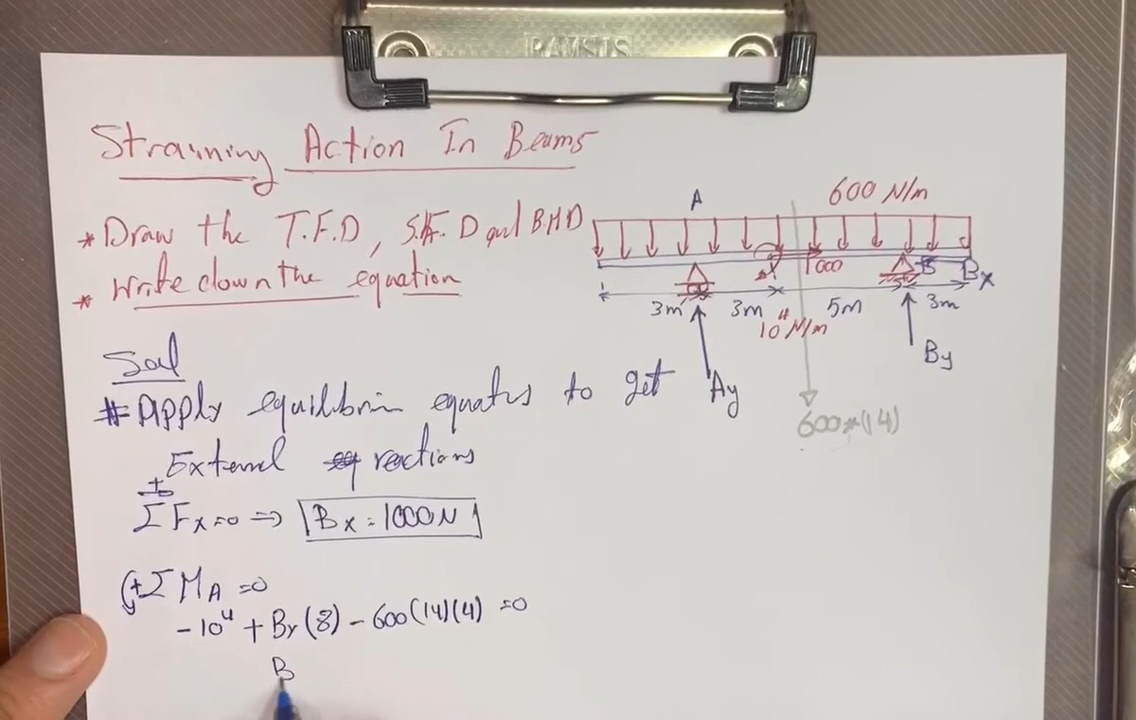 RAMSIS
Straining Action In Beams
* Draw the T.F.D, S.F.D and B.M.D
* Write down the equation
A
600 N/m
1000
B
Bx
3m
3m
5m
3m
10⁴ N/m
Ay
By
600*(14)
Sol
# Apply equilibrium equations to get
External reactions
+
ΣFx=0 => Bx = 1000N
+ΣMA =0
-10⁴ + By(8) - 600(14)(4) =0
B